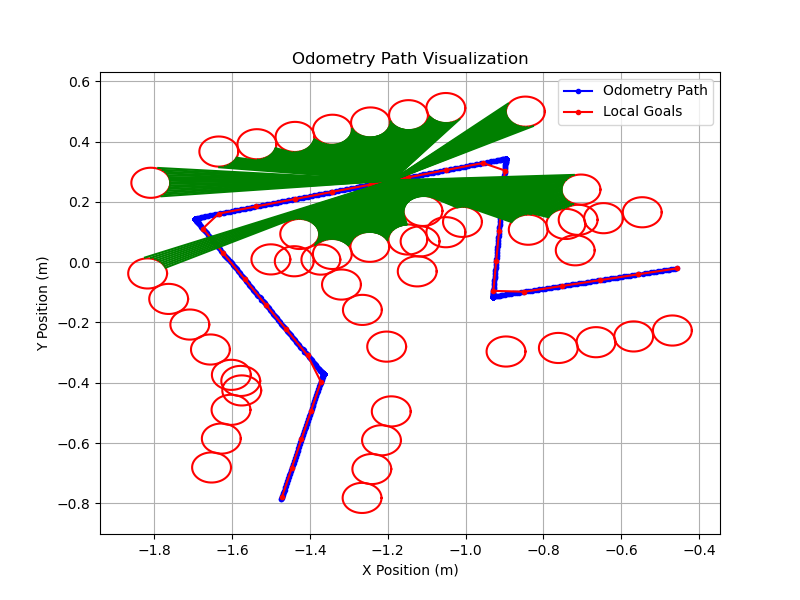 Odometry Path Visualization
Odometry Path
Local Goals
Y Position (m)
0.6
0.4
0.2
0.0
−0.2
−0.4
−0.6
−0.8
−1.8 −1.6 −1.4 −1.2 −1.0 −0.8 −0.6 −0.4
X Position (m)